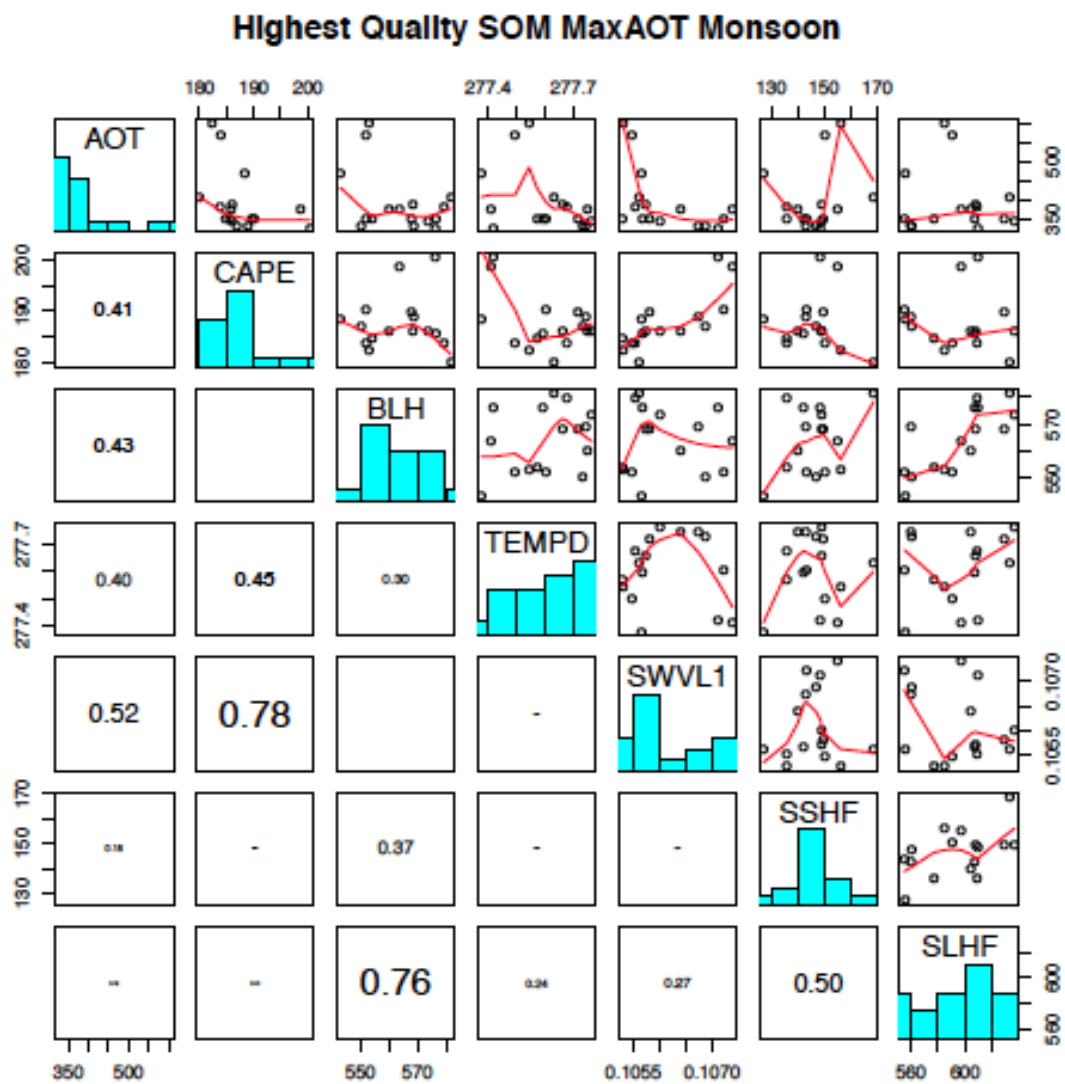 Highest Quality SOM MaxAOT Monsoon
180 190 200 277.4 277.7 130 150 170
AOT
350 500
180 190 200
0.41
CAPE
0.43
BLH
550 570
277.4 277.7
0.40 0.45 0.30
TEMPD
0.52 0.78 -
SWVL1
0.1055 0.1070
130 150 170
0.18 - 0.37 - -
SSHF
0.76 0.24 0.27 0.50
SLHF
560 600
350 500 550 570 0.1055 0.1070 560 600